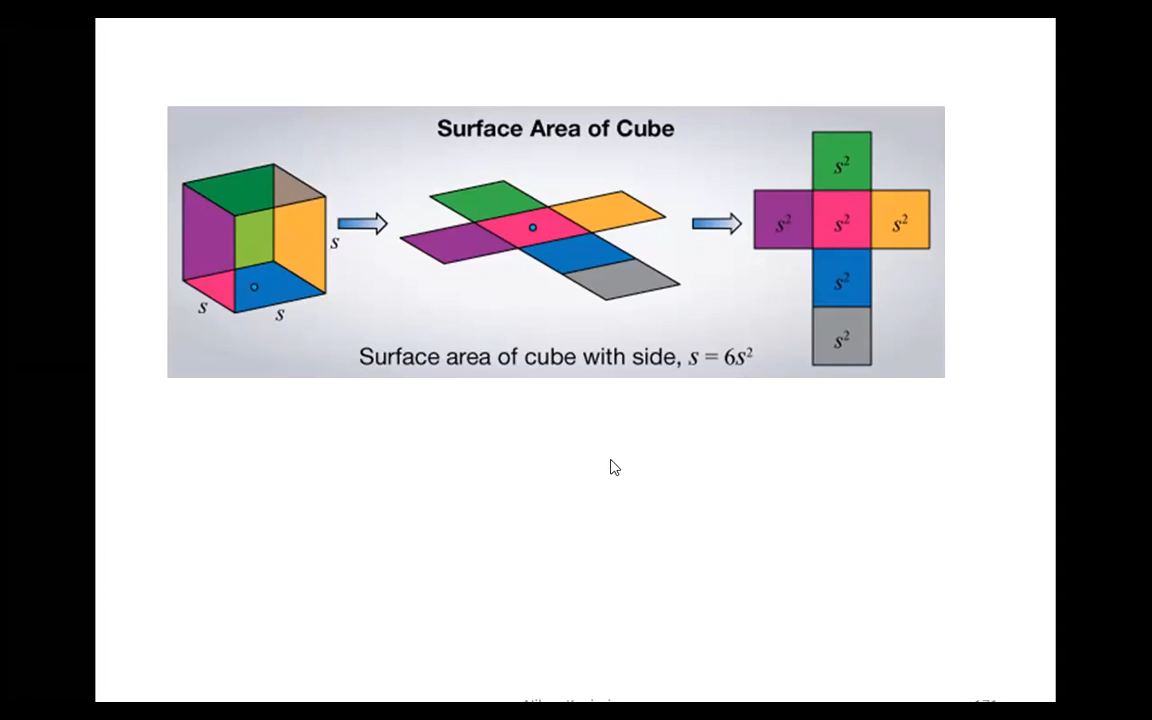 Surface Area of Cube
s
s
s
s²
s² s² s²
s²
s²
Surface area of cube with side, s = 6s²